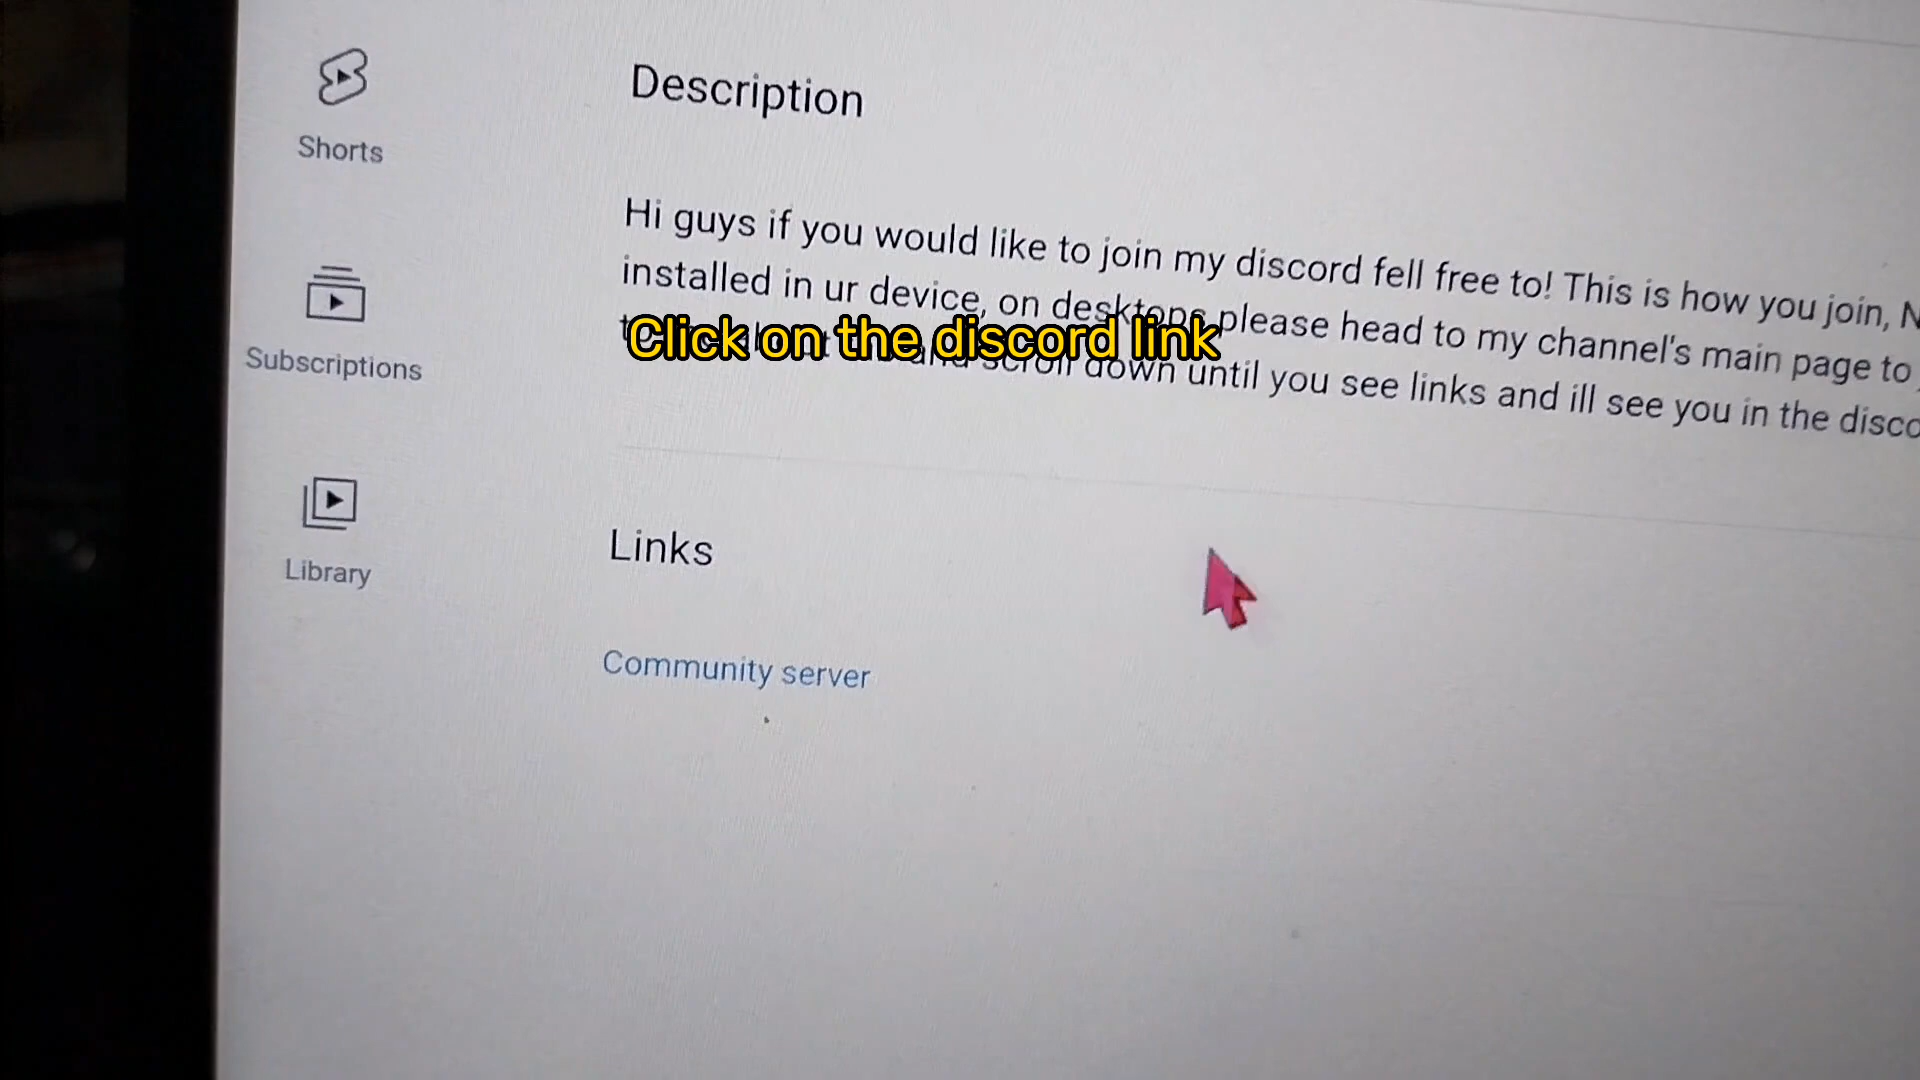 Shorts
Subscriptions
Library
Description
Hi guys if you would like to join my discord fell free to! This is how you join,
installed in ur device, on desktops please head to my channel's main page to
and scroll down until you see links and ill see you in the
Click on the discord link
Links
Community server